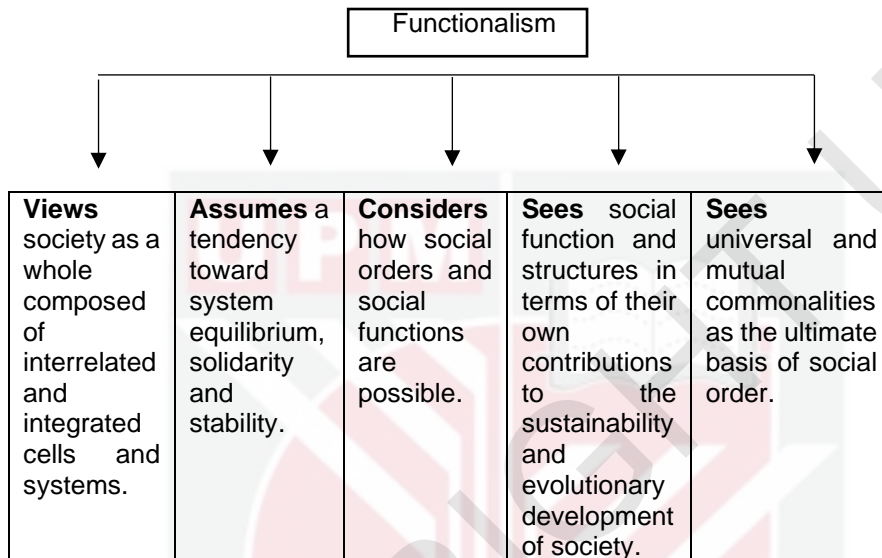 Functionalism
Views
society as a
whole
composed
of
interrelated
and
integrated
cells and
systems.
Assumes a
tendency
toward
system
equilibrium,
solidarity
and
stability.
Considers
how social
orders and
social
functions
are
possible.
Sees social
function and
structures in
terms of their
own
contributions
to the
sustainability
and
evolutionary
development
of society.
Sees
universal and
mutual
commonalities
as the ultimate
basis of social
order.
UPM
RIGHT U